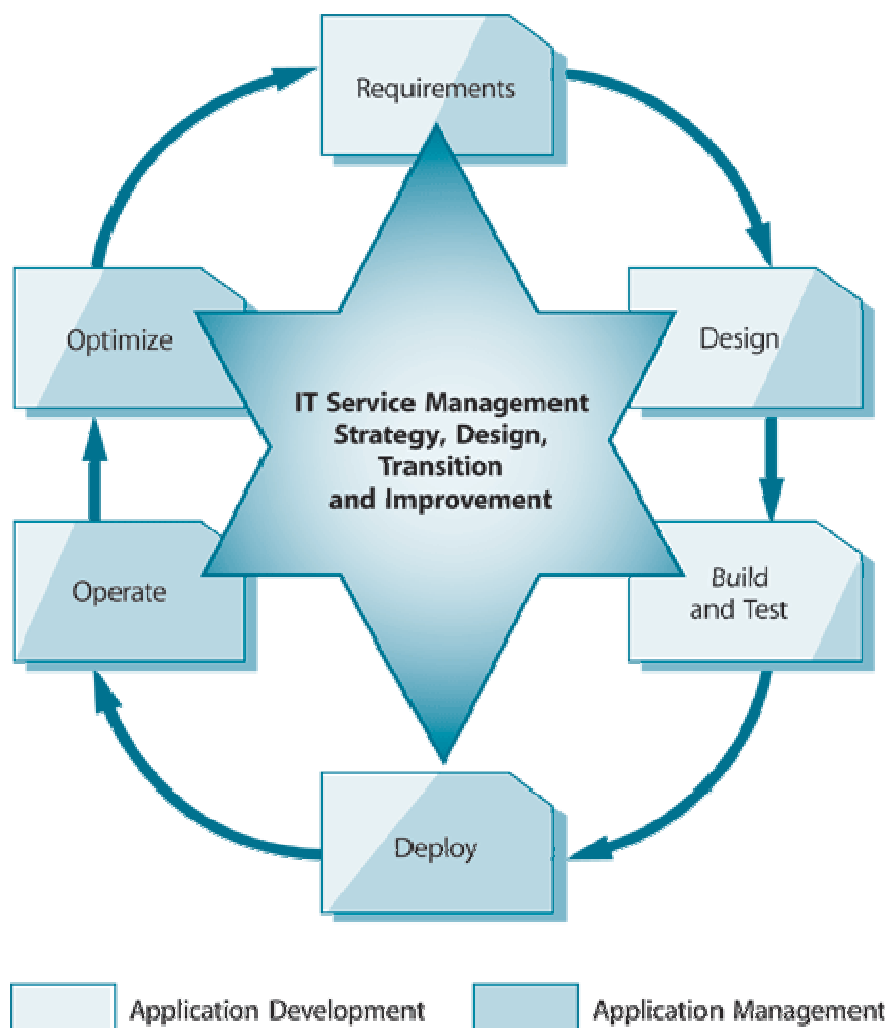 Requirements
Optimize
Design
IT Service Management
Strategy, Design,
Transition
and Improvement
Operate
Build
and Test
Deploy
Application Development
Application Management